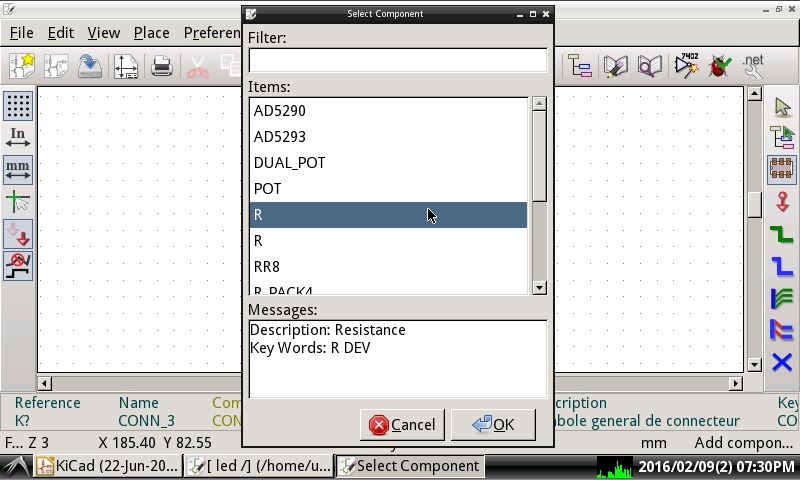 Select Component
File Edit View Place Preferen
Filter:
7402
.net
Items:
AD5290
AD5293
DUAL_POT
POT
R
R
RR8
R_PACK4
In
mm
Messages:
Description: Resistance
Key Words: R DEV
Cancel
OK
Reference Name Com cription Key
K? CONN_3 CON bole general de connecteur CO
F... Z 3 X 185.40 Y 82.55 mm Add compon...
KiCad (22-Jun-20... [ led /] (/home/u... Select Component 2016/02/09(2) 07:30PM